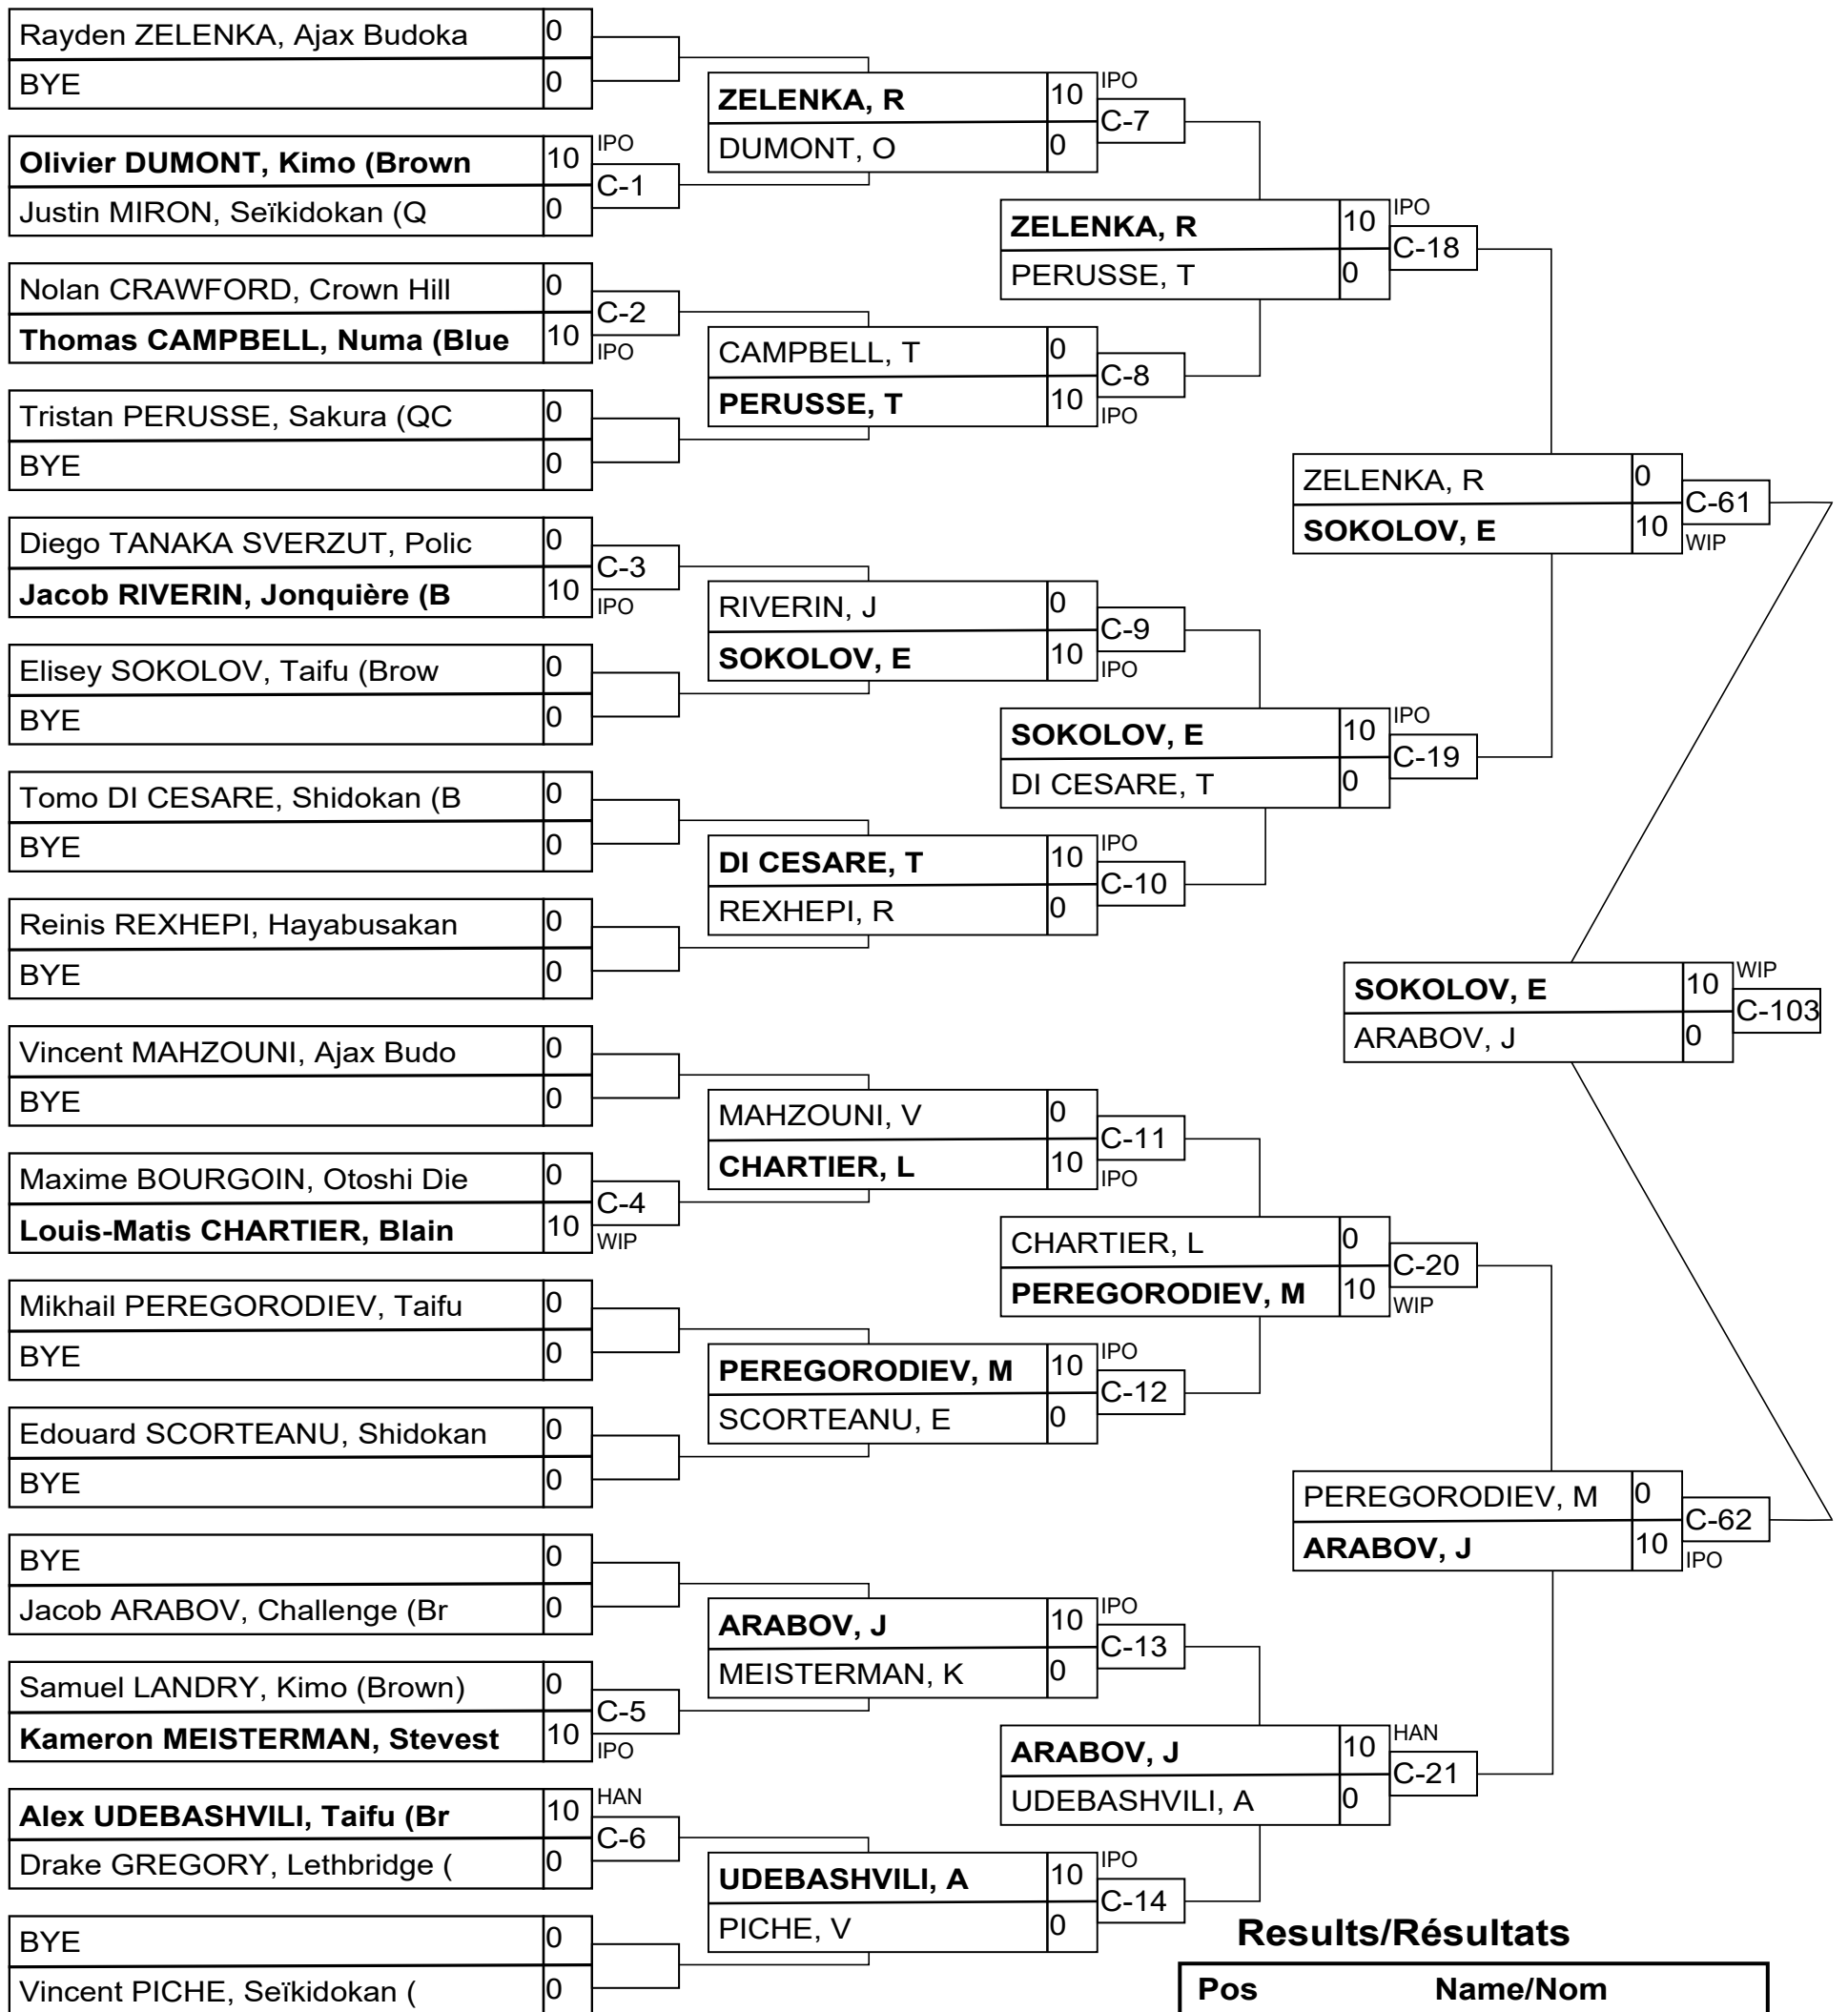 Rayden ZELENKA, Ajax Budoka 0
BYE 0
Olivier DUMONT, Kimo (Brown 10 IPO
C-1
Justin MIRON, Seïkidokan (Q 0
Nolan CRAWFORD, Crown Hill 0
C-2
Thomas CAMPBELL, Numa (Blue 10 IPO
Tristan PERUSSE, Sakura (QC 0
BYE 0
Diego TANAKA SVERZUT, Polic 0
C-3
Jacob RIVERIN, Jonquière (B 10 IPO
Elisey SOKOLOV, Taifu (Brow 0
BYE 0
Tomo DI CESARE, Shidokan (B 0
BYE 0
Reinis REXHEPI, Hayabusakan 0
BYE 0
Vincent MAHZOUNI, Ajax Budo 0
BYE 0
Maxime BOURGOIN, Otoshi Die 0
C-4
Louis-Matis CHARTIER, Blain 10 WIP
Mikhail PEREGORODIEV, Taifu 0
BYE 0
Edouard SCORTEANU, Shidokan 0
BYE 0
BYE 0
Jacob ARABOV, Challenge (Br 0
Samuel LANDRY, Kimo (Brown) 0
C-5
Kameron MEISTERMAN, Stevest 10 IPO
Alex UDEBASHVILI, Taifu (Br 10 HAN
C-6
Drake GREGORY, Lethbridge ( 0
BYE 0
Vincent PICHE, Seïkidokan ( 0
ZELENKA, R 10 IPO
C-7
DUMONT, O 0
CAMPBELL, T 0
C-8
PERUSSE, T 10 IPO
RIVERIN, J 0
C-9
SOKOLOV, E 10 IPO
DI CESARE, T 10 IPO
C-10
REXHEPI, R 0
MAHZOUNI, V 0
C-11
CHARTIER, L 10 IPO
PEREGORODIEV, M 10 IPO
C-12
SCORTEANU, E 0
ARABOV, J 10 IPO
C-13
MEISTERMAN, K 0
UDEBASHVILI, A 10 IPO
C-14
PICHE, V 0
ZELENKA, R 10 IPO
C-18
PERUSSE, T 0
SOKOLOV, E 10 IPO
C-19
DI CESARE, T 0
CHARTIER, L 0
C-20
PEREGORODIEV, M 10 WIP
ARABOV, J 10 HAN
C-21
UDEBASHVILI, A 0
ZELENKA, R 0
C-61
SOKOLOV, E 10 WIP
PEREGORODIEV, M 0
C-62
ARABOV, J 10 IPO
SOKOLOV, E 10 WIP
C-103
ARABOV, J 0
Results/Résultats
Pos Name/Nom